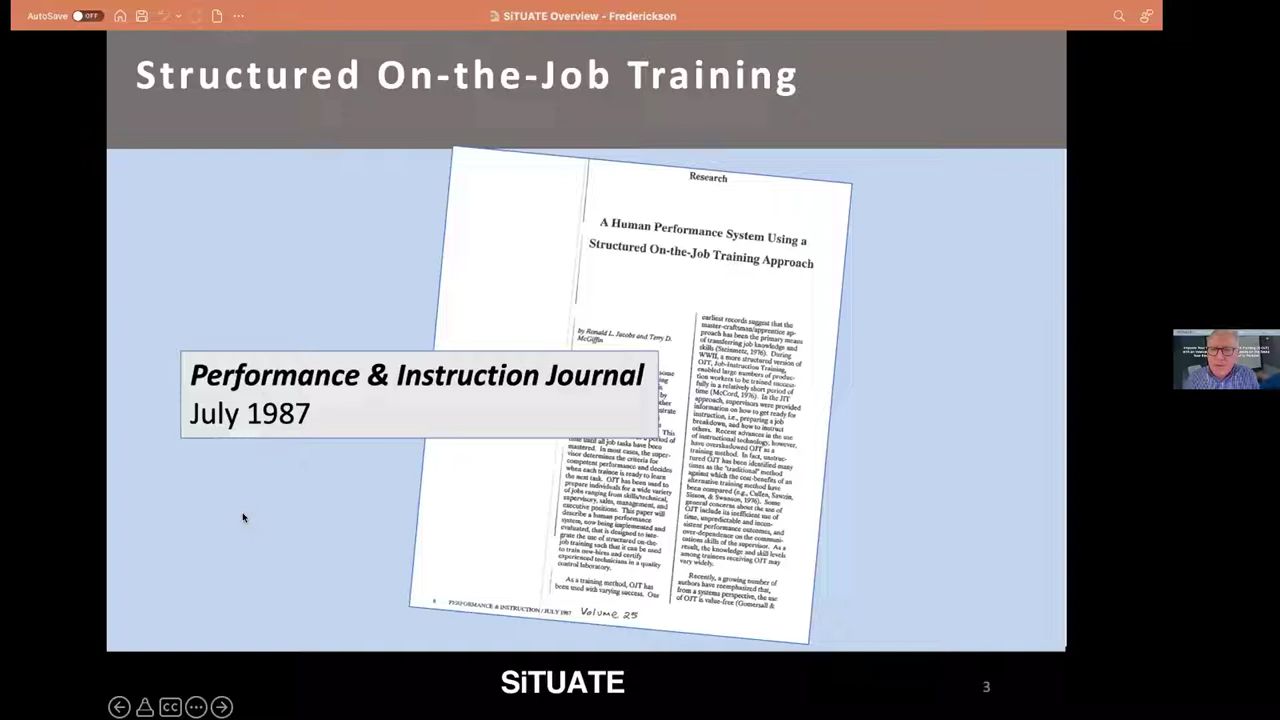 AutoSave OFF
SiTUATE Overview - Frederickson
Structured On-the-Job Training
Research
A Human Performance System Using a
Structured On-the-Job Training Approach
by Ronald L. Jacobs and Terry D.
McGiffin
Performance & Instruction Journal
July 1987
time until all job tasks have been
mastered. In most cases, the super-
visor determines the criteria for
competent performance and decides
when each trainee is ready to learn
the next task. OJT has been used to
prepare individuals for a wide variety
of jobs ranging from skills/technical,
supervisory, sales, management, and
executive positions. This paper will
describe a human performance
system, now being implemented and
evaluated, that is designed to inte-
grate the use of structured on-the-
job training such that it can be used
to train new-hires and certify
experienced technicians in a quality
control laboratory.
As a training method, OJT has
been used with varying success. Our
earliest records suggest that the
master-craftsman/apprentice ap-
proach has been the primary means
of transferring job knowledge and
skills (Steinmetz, 1976). During
WWII, a more structured version of
OJT, Job-Instruction Training,
enabled large numbers of produc-
tion workers to be trained success-
fully in a relatively short period of
time (McCord, 1976). In the JIT
approach, supervisors were provided
information on how to get ready for
instruction, i.e., preparing a job
breakdown, and how to instruct
others. Recent advances in the use
of instructional technology, however,
have overshadowed OJT as a
training method. In fact, unstruc-
tured OJT has been identified many
times as the "traditional" method
against which the cost-benefits of an
alternative training method have
been compared (e.g., Cullen, Sawzin,
Sisson, & Swanson, 1976). Some
general concerns about the use of
OJT include its inefficient use of
time, unpredictable and incon-
sistent performance outcomes, and
over-dependence on the communi-
cations skills of the supervisor. As a
result, the knowledge and skill levels
among trainees receiving OJT may
vary widely.
Recently, a growing number of
authors have reemphasized that,
from a systems perspective, the use
of OJT is value-free (Gomersall &
PERFORMANCE & INSTRUCTION / JULY 1987 Volume 25
SiTUATE
3
CC